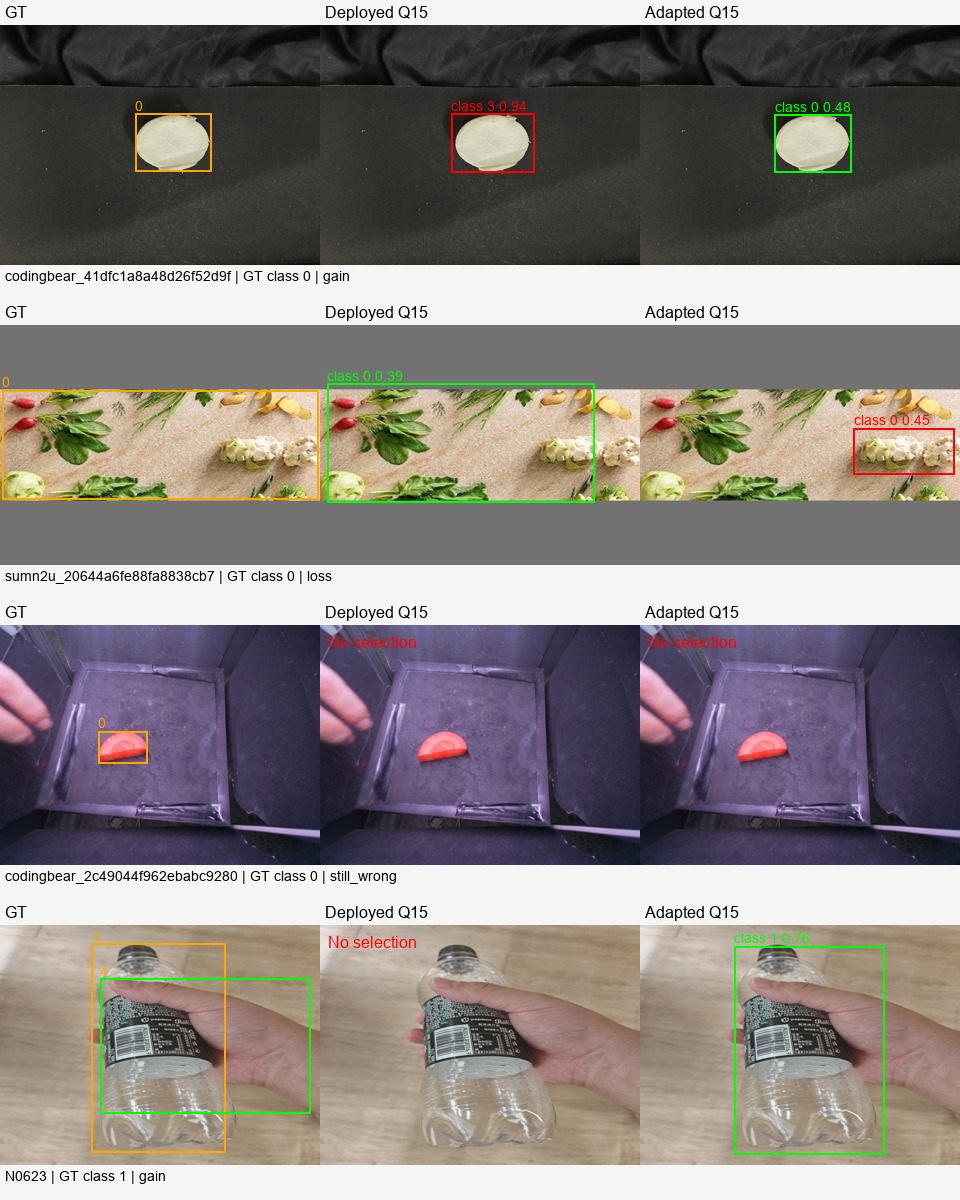 GT
Deployed Q15
Adapted Q15
0
class 3 0.94
class 0 0.48
codingbear_41dfc1a8a48d26f52d9f | GT class 0 | gain
GT
Deployed Q15
Adapted Q15
0
class 0 0.39
class 0 0.45
sumn2u_20644a6fe88fa8838cb7 | GT class 0 | loss
GT
Deployed Q15
Adapted Q15
No selection
No selection
0
codingbear_2c49044f962ebabc9280 | GT class 0 | still_wrong
GT
Deployed Q15
Adapted Q15
No selection
class 1 0.76
4
N0623 | GT class 1 | gain